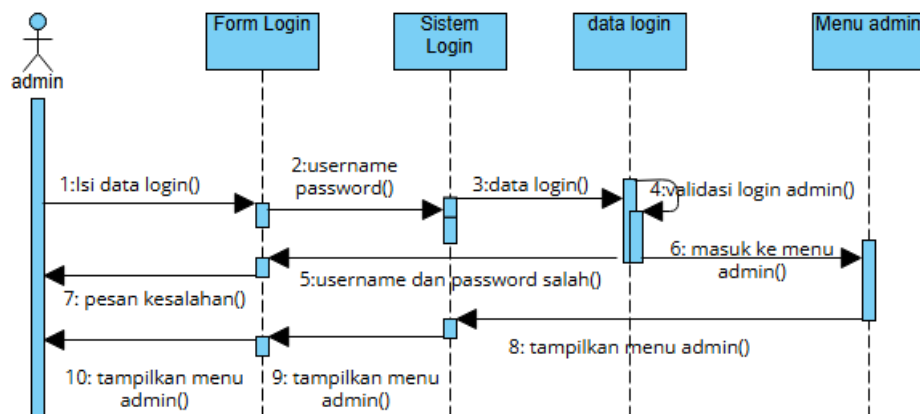 Form Login
Sistem
Login
data login
Menu admin
admin
1:Isi data login()
2:username
password()
3:data login()
4:validasi login admin()
5:username dan password salah()
6: masuk ke menu
admin()
7: pesan kesalahan()
8: tampilkan menu admin()
9: tampilkan menu
admin()
10: tampilkan menu
admin()